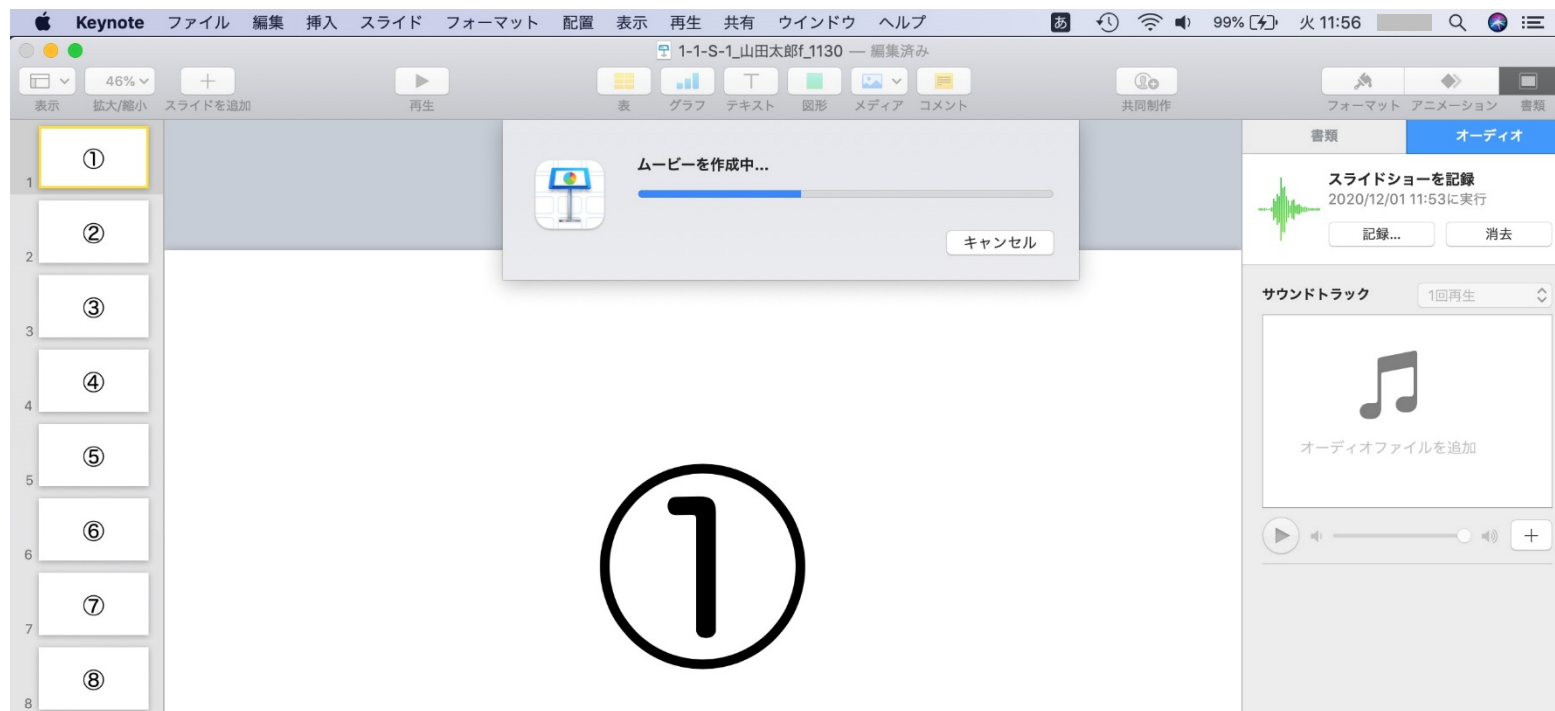 Keynote ファイル 編集 挿入 スライド フォーマット 配置 表示 再生 共有 ウインドウ ヘルプ あ 99% 火 11:56
1-1-S-1_山田太郎f_1130 — 編集済み
46%
表示 拡大/縮小 スライドを追加 再生 表 グラフ テキスト 図形 メディア コメント 共同制作 フォーマット アニメーション 書類
書類 オーディオ
ムービーを作成中...
キャンセル
スライドショーを記録
2020/12/01 11:53に実行
記録... 消去
サウンドトラック 1回再生
オーディオファイルを追加
①
1
②
2
③
3
④
4
⑤
5
⑥
6
⑦
7
⑧
8
①